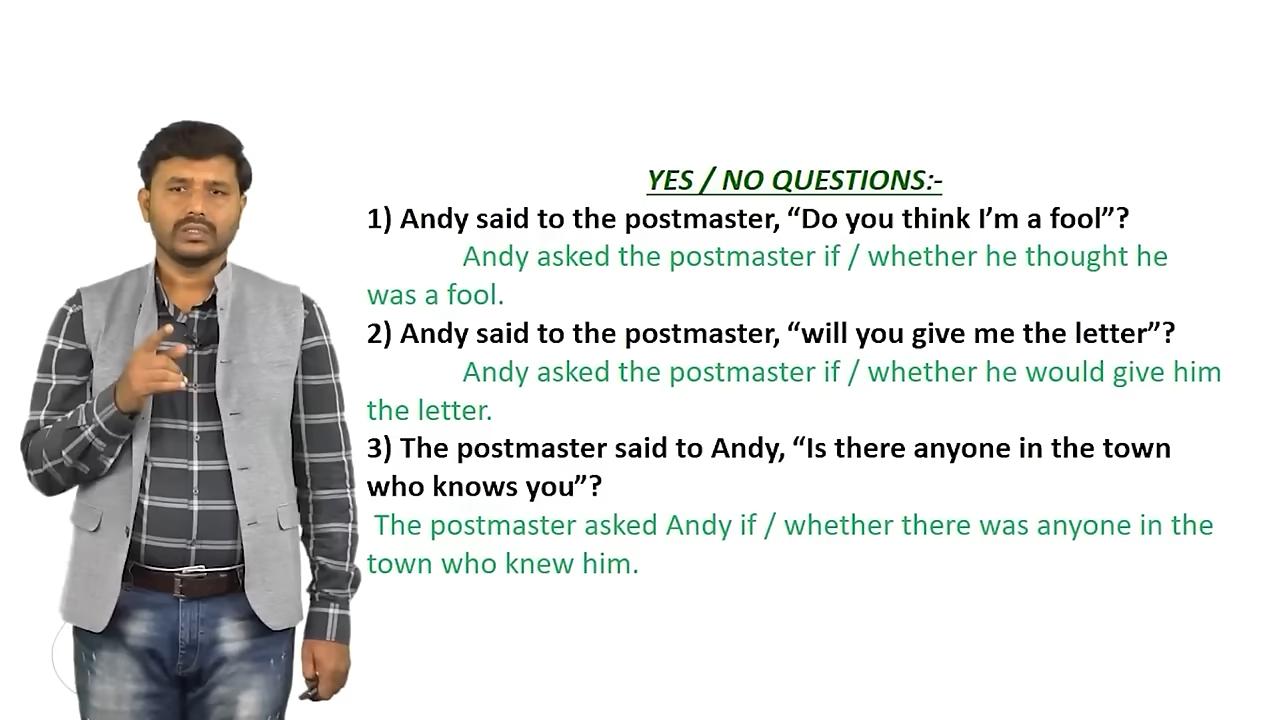 YES / NO QUESTIONS:-
1) Andy said to the postmaster, “Do you think I’m a fool”?
Andy asked the postmaster if / whether he thought he
was a fool.
2) Andy said to the postmaster, “will you give me the letter”?
Andy asked the postmaster if / whether he would give him
the letter.
3) The postmaster said to Andy, “Is there anyone in the town
who knows you”?
The postmaster asked Andy if / whether there was anyone in the
town who knew him.